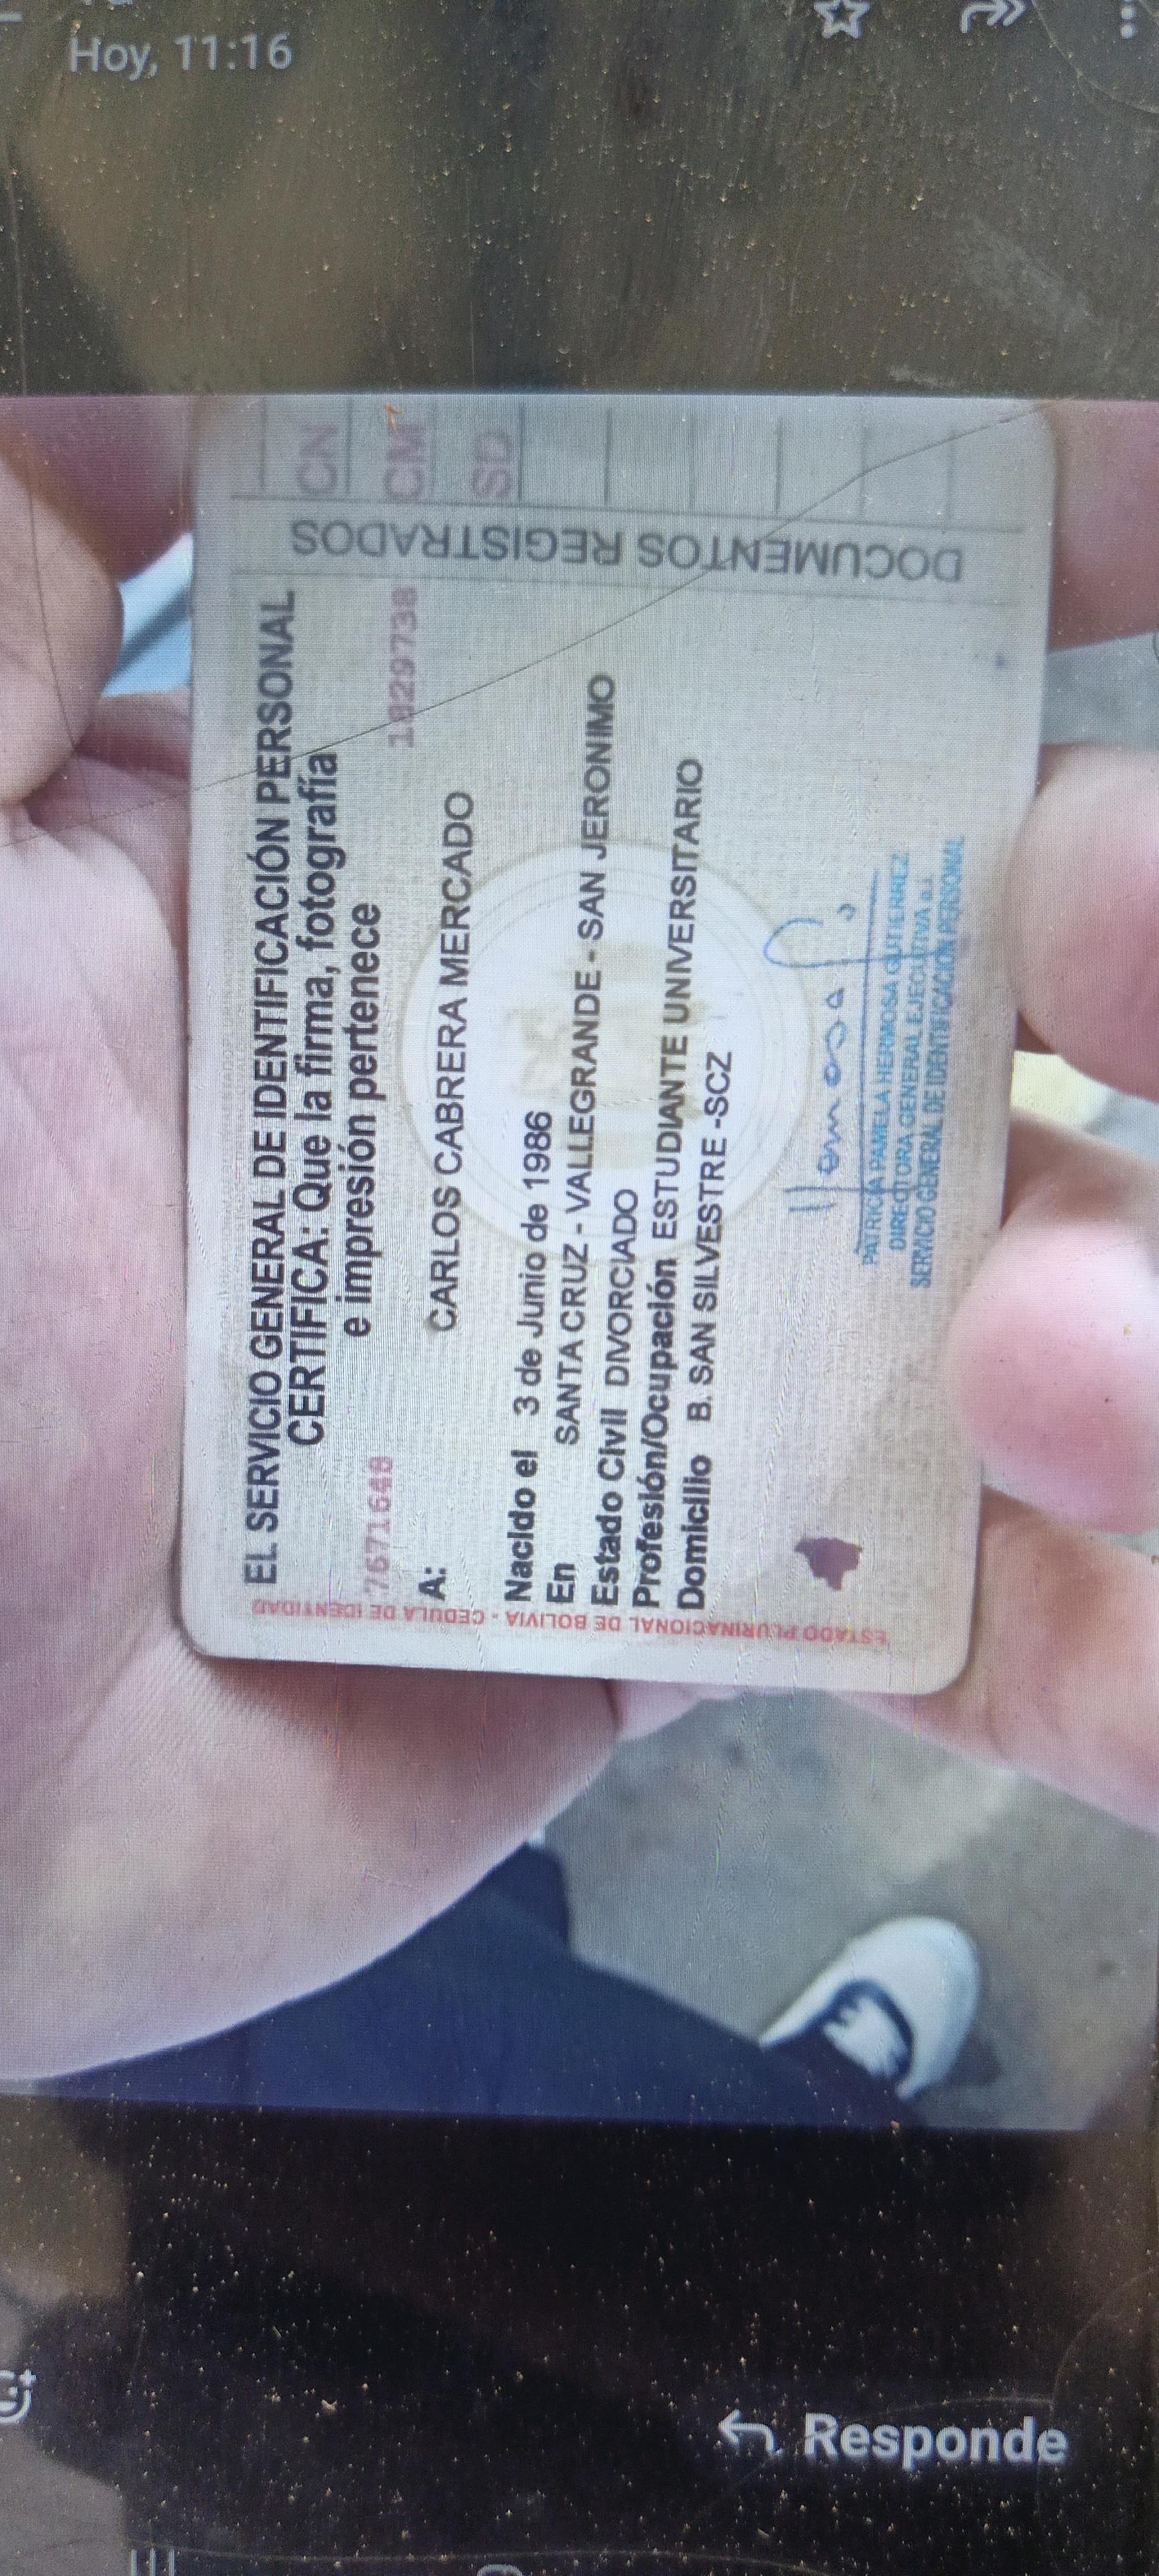 Hoy, 11:16
EL SERVICIO GENERAL DE IDENTIFICACIÓN PERSONAL
CERTIFICA: Que la firma, fotografía
e impresión pertenece
7671648
1829738
A:
CARLOS CABRERA MERCADO
Nacido el 3 de Junio de 1986
En SANTA CRUZ - VALLEGRANDE - SAN JERONIMO
Estado Civil DIVORCIADO
Profesión/Ocupación ESTUDIANTE UNIVERSITARIO
Domicilio B. SAN SILVESTRE -SCZ
PATRICIA PAMELA HERMOSA GUTIERREZ
DIRECTORA GENERAL EJECUTIVA a.i.
SERVICIO GENERAL DE IDENTIFICACIÓN PERSONAL
ESTADO PLURINACIONAL DE BOLIVIA - CEDULA DE IDENTIDAD
DOCUMENTOS REGISTRADOS
CN
CM
SD
Responde